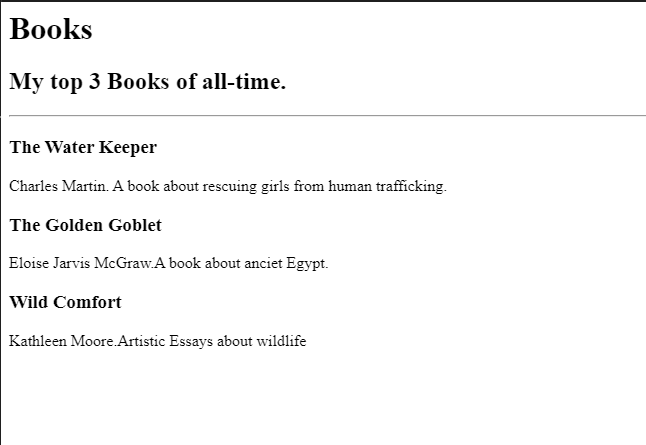 Books
My top 3 Books of all-time.
The Water Keeper
Charles Martin. A book about rescuing girls from human trafficking.
The Golden Goblet
Eloise Jarvis McGraw.A book about anciet Egypt.
Wild Comfort
Kathleen Moore.Artistic Essays about wildlife